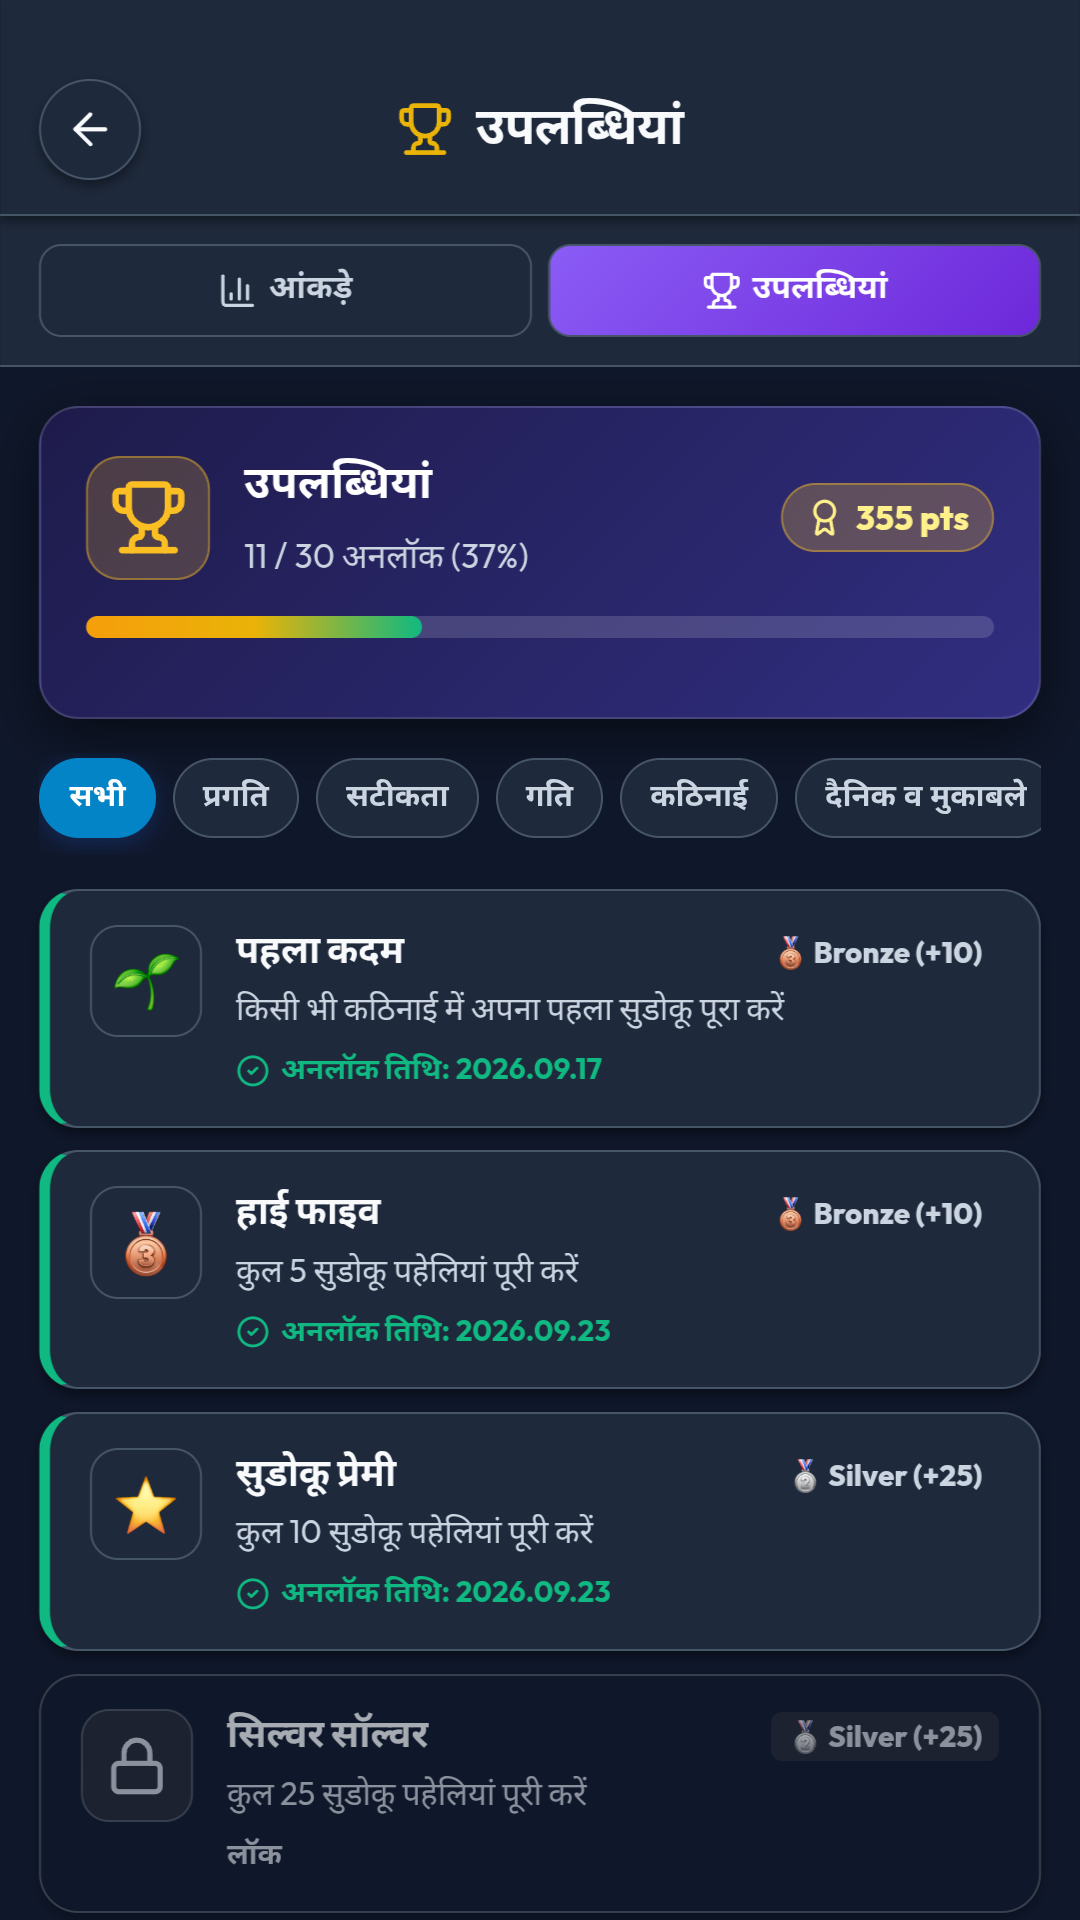 उपलब्धियां
आंकड़े
उपलब्धियां
उपलब्धियां
355 pts
11 / 30 अनलॉक (37%)
सभी
प्रगति
सटीकता
गति
कठिनाई
दैनिक व मुकाबले
पहला कदम
Bronze (+10)
किसी भी कठिनाई में अपना पहला सुडोकू पूरा करें
अनलॉक तिथि: 2026.09.17
हाई फाइव
Bronze (+10)
कुल 5 सुडोकू पहेलियां पूरी करें
अनलॉक तिथि: 2026.09.23
सुडोकू प्रेमी
Silver (+25)
कुल 10 सुडोकू पहेलियां पूरी करें
अनलॉक तिथि: 2026.09.23
सिल्वर सॉल्वर
Silver (+25)
कुल 25 सुडोकू पहेलियां पूरी करें
लॉक